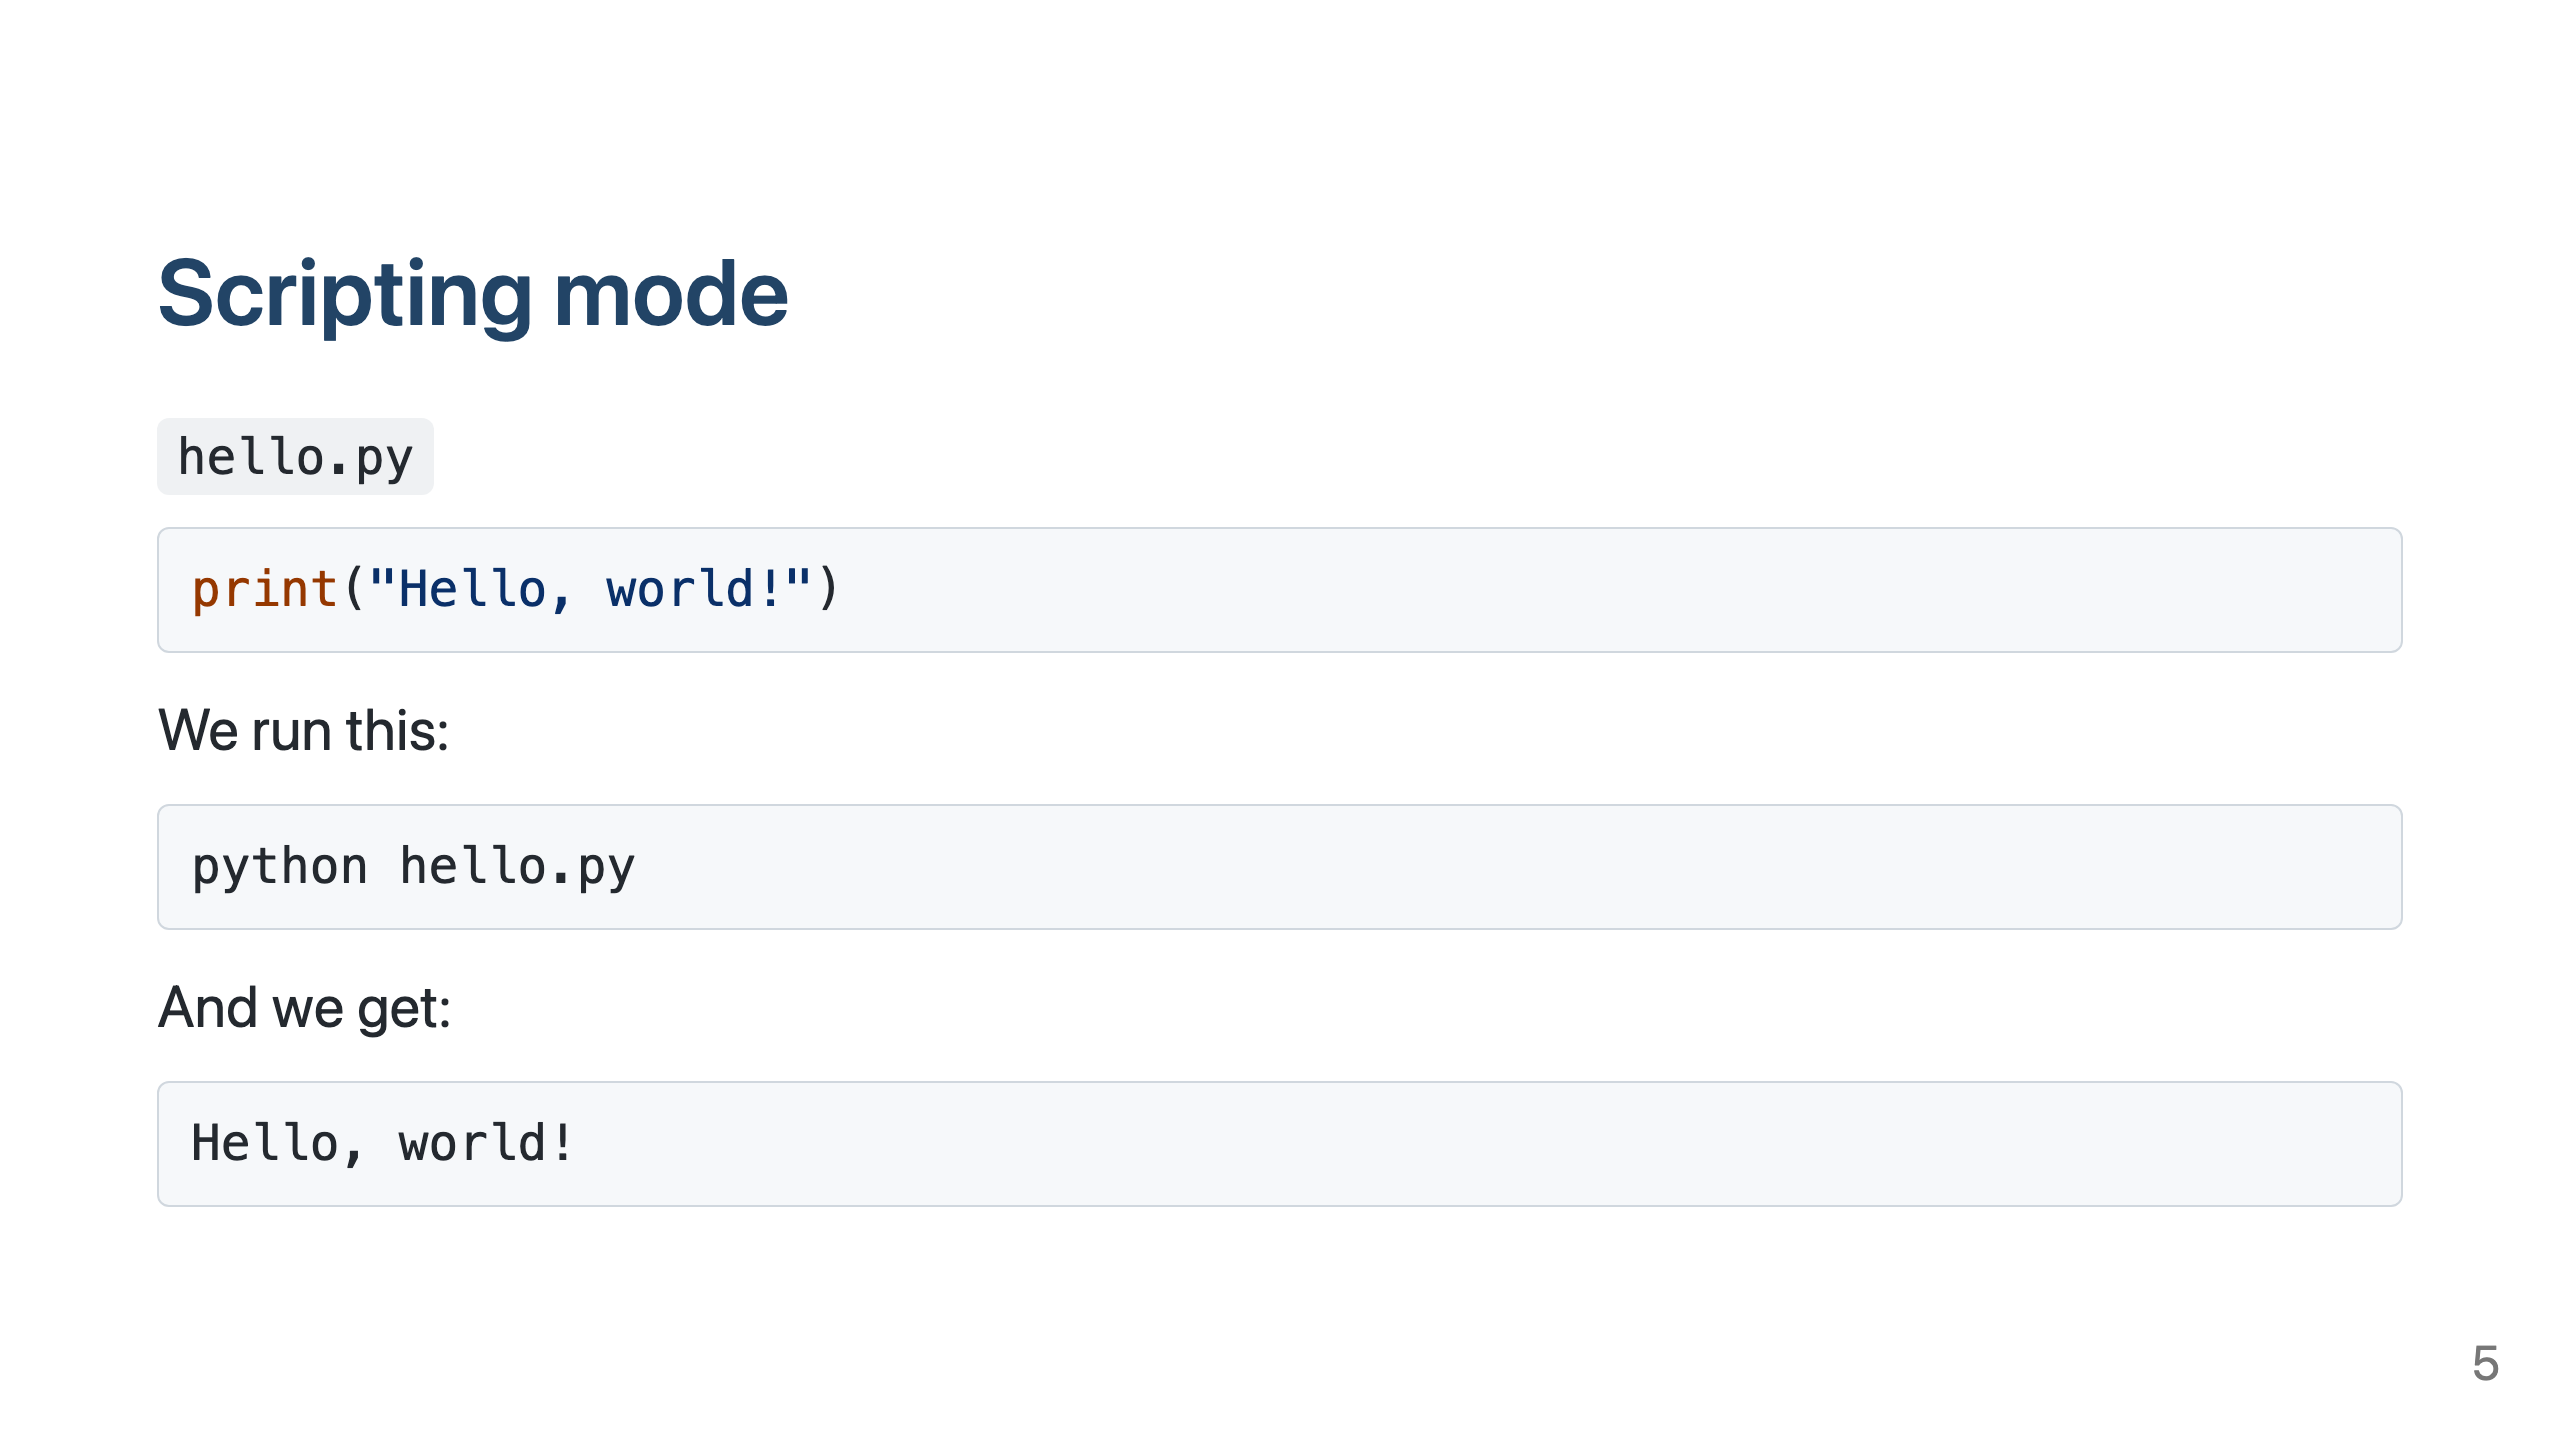 Scripting mode
hello.py
print("Hello, world!")
We run this:
python hello.py
And we get:
Hello, world!
5